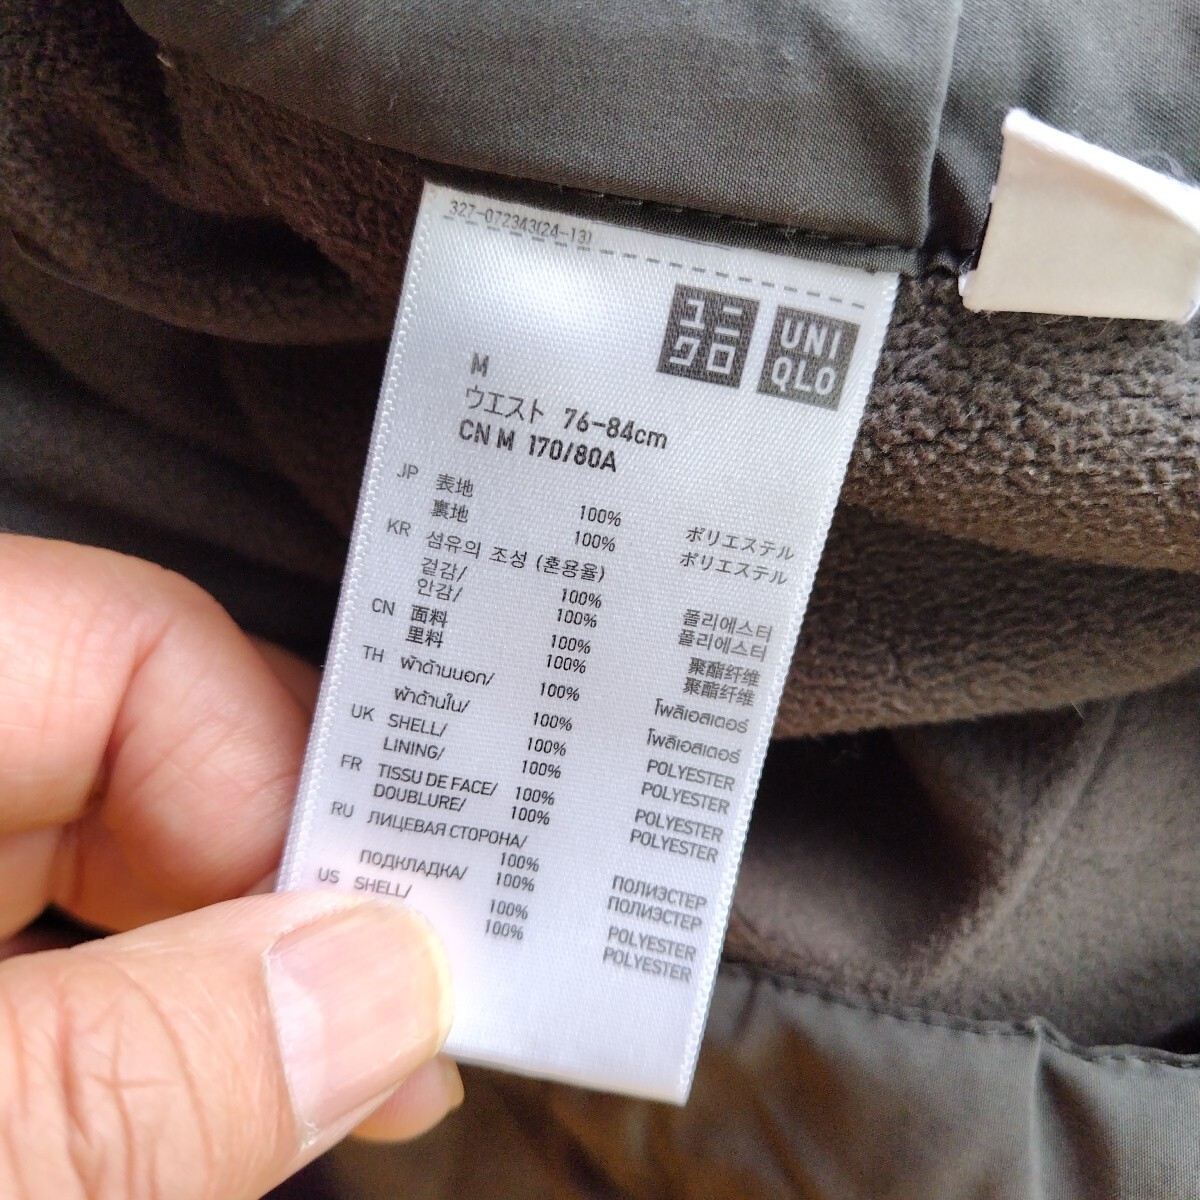 327-072343(24-13)
ユニクロ
UNIQLO
M
ウエスト 76-84cm
CN M 170/80A
JP 表地 100% ポリエステル
裏地 100% ポリエステル
KR 섬유의 조성 (혼용율)
겉감/ 100% 폴리에스터
안감/ 100% 폴리에스터
CN 面料 100% 聚酯纤维
里料 100% 聚酯纤维
TH ผ้าด้านนอก/ 100% โพลิเอสเตอร์
ผ้าด้านใน/ 100% โพลิเอสเตอร์
UK SHELL/ 100% POLYESTER
LINING/ 100% POLYESTER
FR TISSU DE FACE/ 100% POLYESTER
DOUBLURE/ 100% POLYESTER
RU ЛИЦЕВАЯ СТОРОНА/
100% ПОЛИЭСТЕР
ПОДКЛАДКА/ 100% ПОЛИЭСТЕР
US SHELL/ 100% POLYESTER
100% POLYESTER